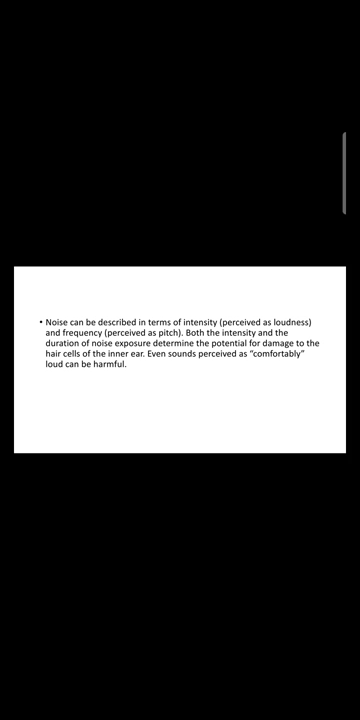 • Noise can be described in terms of intensity (perceived as loudness)
and frequency (perceived as pitch). Both the intensity and the
duration of noise exposure determine the potential for damage to the
hair cells of the inner ear. Even sounds perceived as “comfortably”
loud can be harmful.